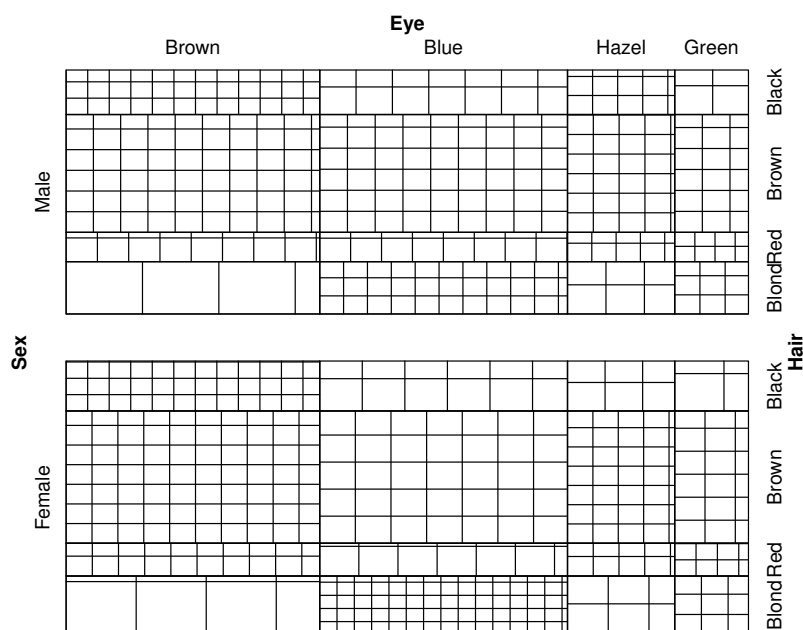 Eye
Brown Blue Hazel Green
Male
Black
Brown
Red
Blond
Sex
Hair
Female
Black
Brown
Red
Blond